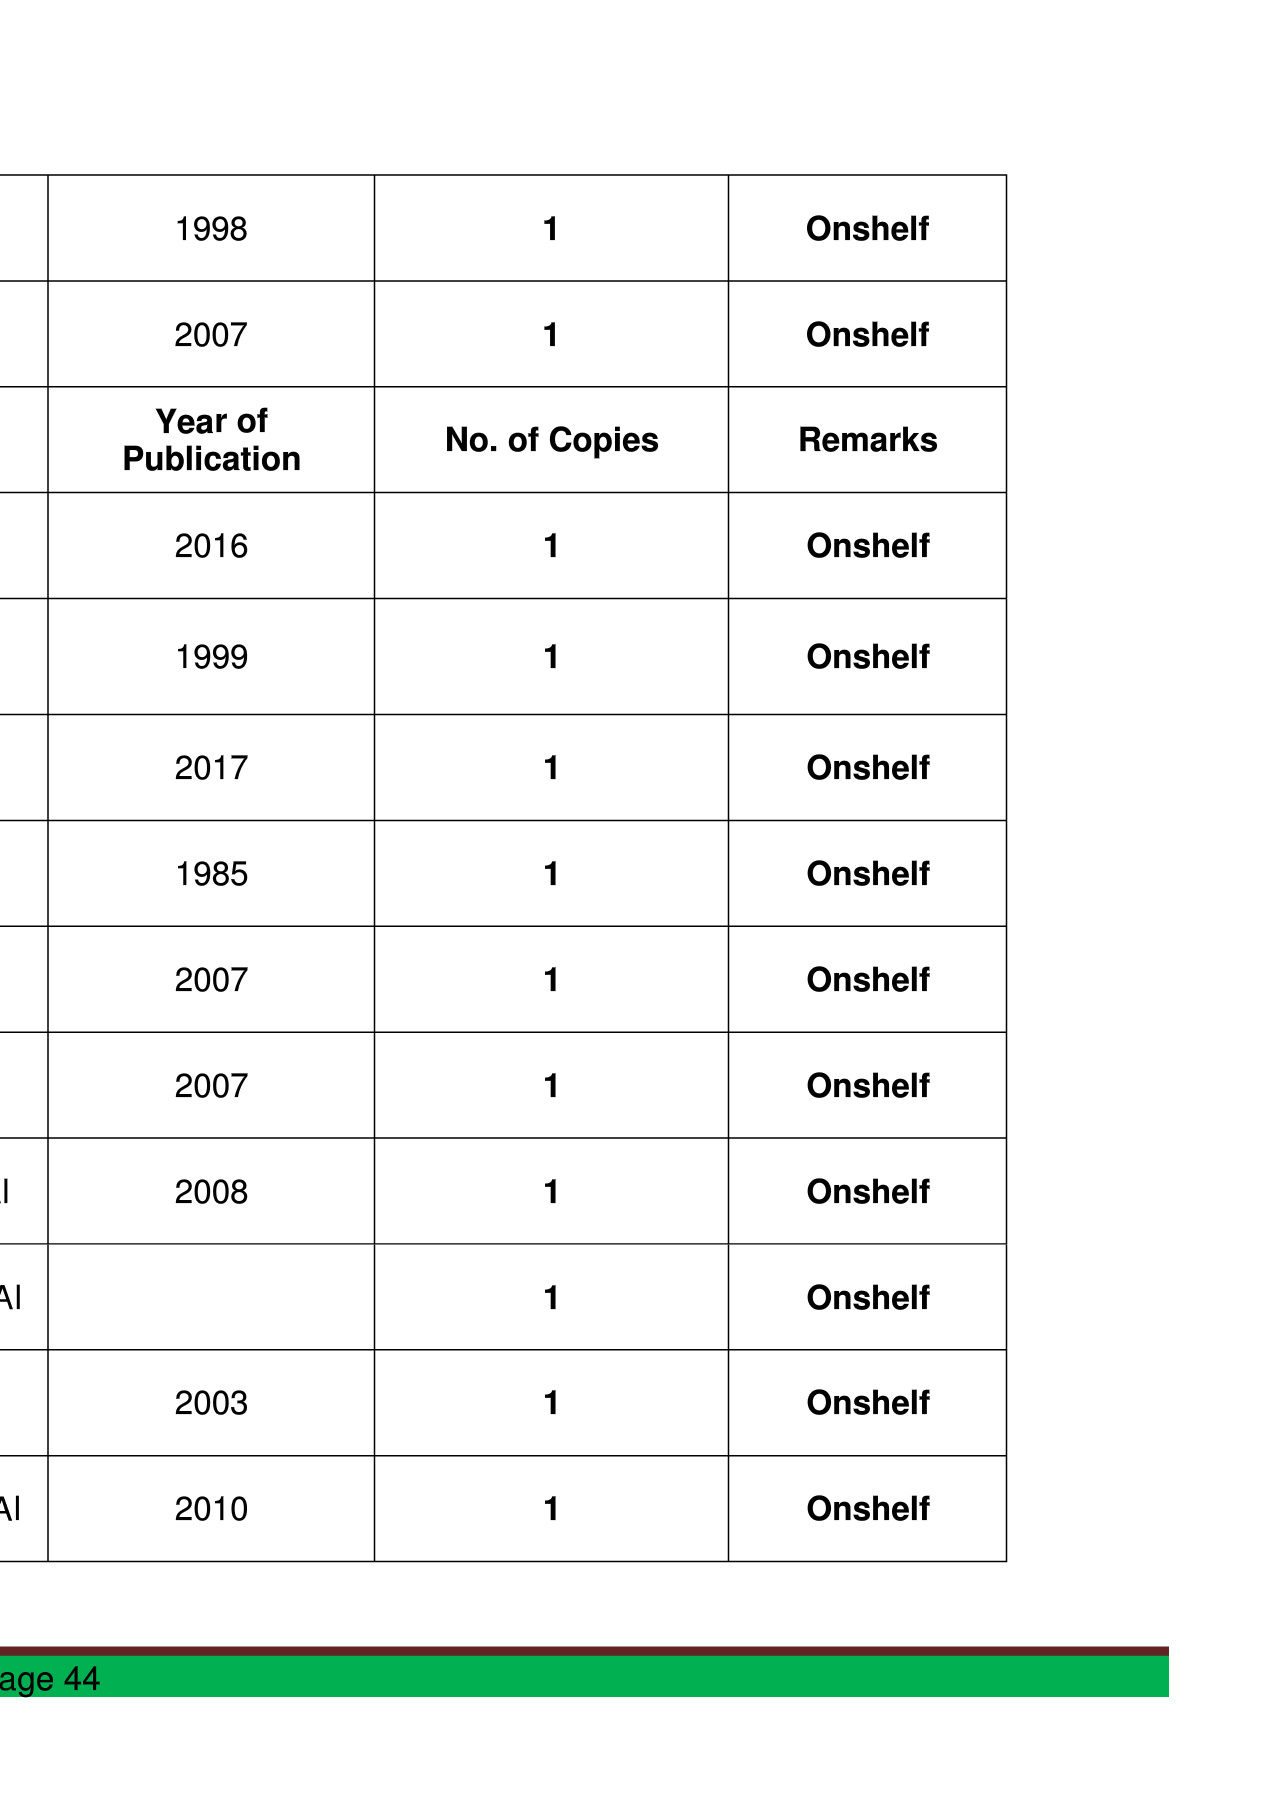 1998 1 Onshelf
2007 1 Onshelf
Year of
Publication No. of Copies Remarks
2016 1 Onshelf
1999 1 Onshelf
2017 1 Onshelf
1985 1 Onshelf
2007 1 Onshelf
2007 1 Onshelf
2008 1 Onshelf
AI 1 Onshelf
2003 1 Onshelf
AI 2010 1 Onshelf
age 44